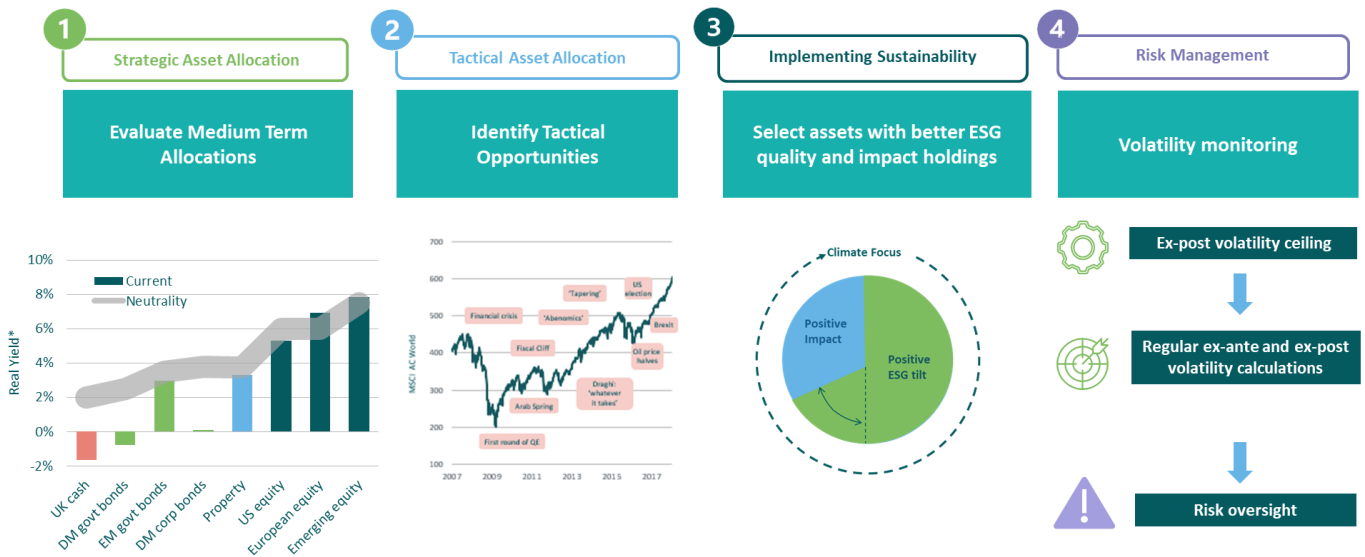 1
Strategic Asset Allocation
Evaluate Medium Term
Allocations
10%
8%
6%
4%
2%
0%
-2%
Real Yield*
Current
Neutrality
UK cash
DM govt bonds
EM govt bonds
DM corp bonds
Property
US equity
European equity
Emerging equity
2
Tactical Asset Allocation
Identify Tactical
Opportunities
700
600
500
400
300
200
100
MSCI AC World
2007
2009
2011
2013
2015
2017
Financial crisis
First round of QE
Arab Spring
Fiscal Cliff
'Abenomics'
'Tapering'
Draghi:
'whatever
it takes'
US
election
Brexit
Oil price
halves
3
Implementing Sustainability
Select assets with better ESG
quality and impact holdings
Climate Focus
Positive
Impact
Positive
ESG tilt
4
Risk Management
Volatility monitoring
Ex-post volatility ceiling
Regular ex-ante and ex-post
volatility calculations
Risk oversight